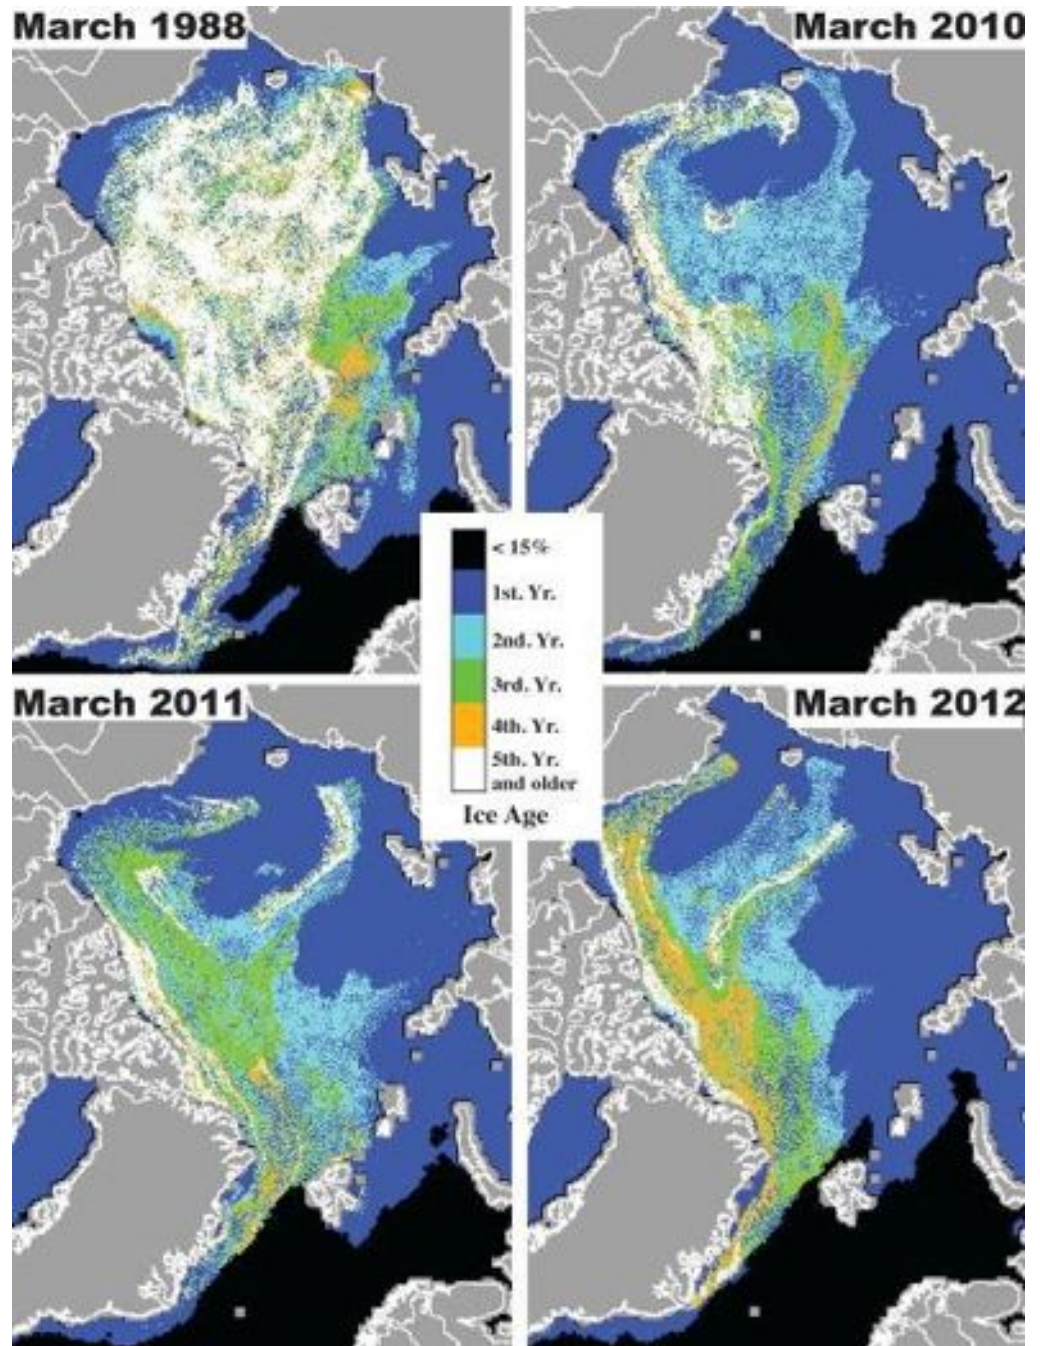 March 1988
March 2010
< 15%
1st. Yr.
2nd. Yr.
3rd. Yr.
4th. Yr.
5th. Yr.
and older
Ice Age
March 2011
March 2012